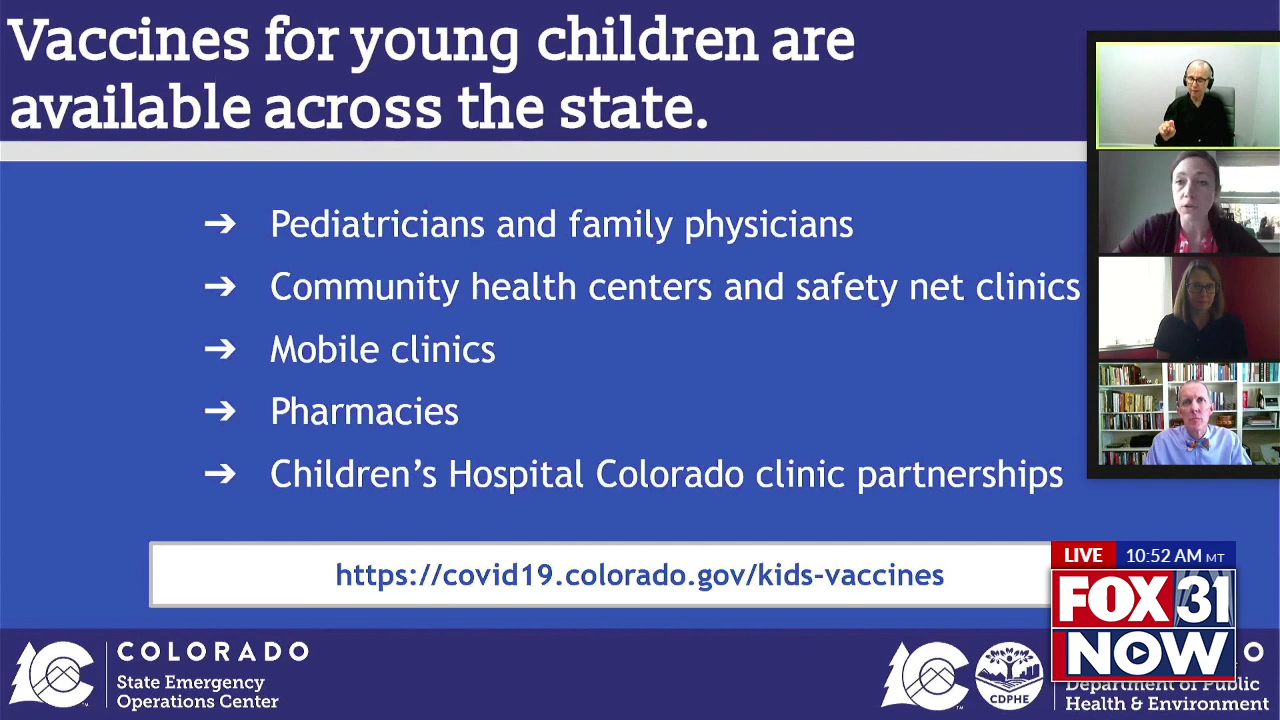 Vaccines for young children are
available across the state.
➔ Pediatricians and family physicians
➔ Community health centers and safety net clinics
➔ Mobile clinics
➔ Pharmacies
➔ Children's Hospital Colorado clinic partnerships
https://covid19.colorado.gov/kids-vaccines
LIVE 10:52 AM MT
FOX 31
NOW
COLORADO
State Emergency
Operations Center
C
CDPHE
O
Department of Public
Health & Environment